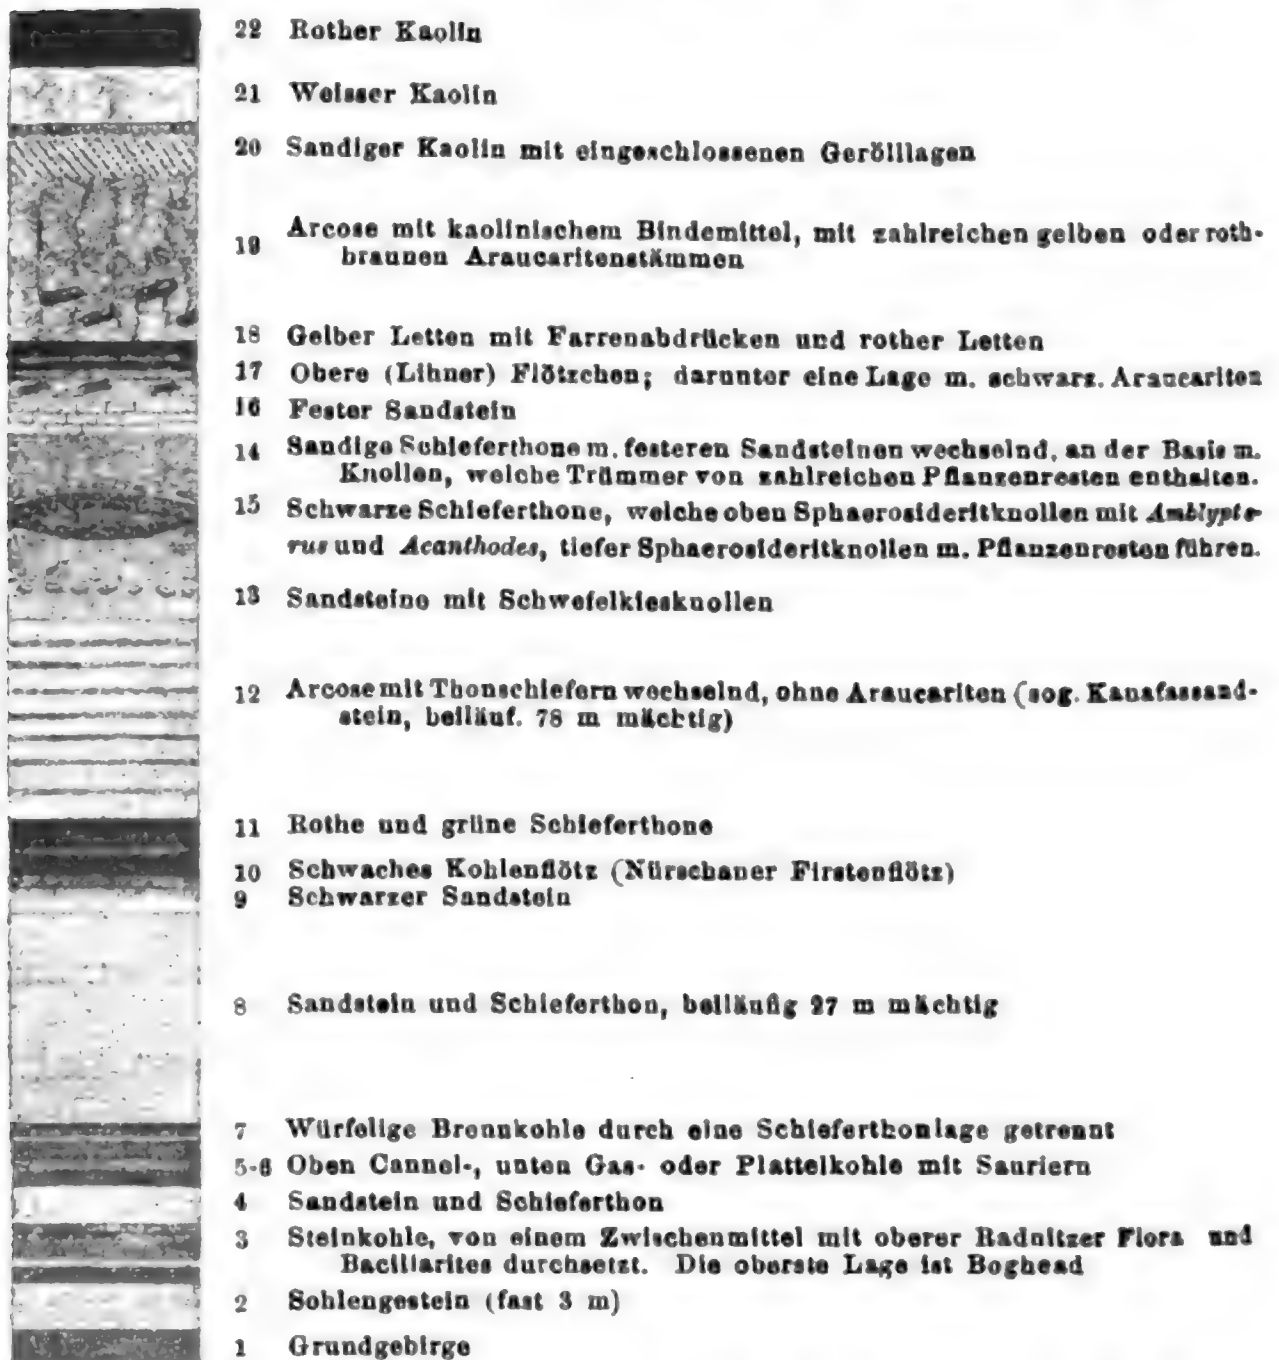 22 Rother Kaolin
21 Weisser Kaolin
20 Sandiger Kaolin mit eingeschlossenen Gerölllagen
19 Arcose mit kaolinischem Bindemittel, mit zahlreichen gelben oder roth-
braunen Araucaritenstämmen
18 Gelber Letten mit Farrenabdrücken und rother Letten
17 Obere (Lihner) Flötzchen; darunter eine Lage m. schwarz. Araucariten
16 Fester Sandstein
14 Sandige Schieferthone m. festeren Sandsteinen wechselnd, an der Basis m.
Knollen, welche Trümmer von zahlreichen Pflanzenresten enthalten.
15 Schwarze Schieferthone, welche oben Sphaerosideritknollen mit Amblypte-
rus und Acanthodes, tiefer Sphaerosideritknollen m. Pflanzenresten führen.
13 Sandsteine mit Schwefelkiesknollen
12 Arcose mit Thonschiefern wechselnd, ohne Araucariten (sog. Kanafassand-
stein, beiläuf. 78 m mächtig)
11 Rothe und grüne Schieferthone
10 Schwaches Kohlenflötz (Nürschaner Firstenflötz)
9 Schwarzer Sandstein
8 Sandstein und Schieferthon, beiläufig 27 m mächtig
7 Würfelige Brennkohle durch eine Schieferthonlage getrennt
5-6 Oben Cannel-, unten Gas- oder Plattelkohle mit Sauriern
4 Sandstein und Schieferthon
3 Steinkohle, von einem Zwischenmittel mit oberer Radnitzer Flora und
Bacillarites durchsetzt. Die oberste Lage ist Boghead
2 Sohlengestein (fast 3 m)
1 Grundgebirge